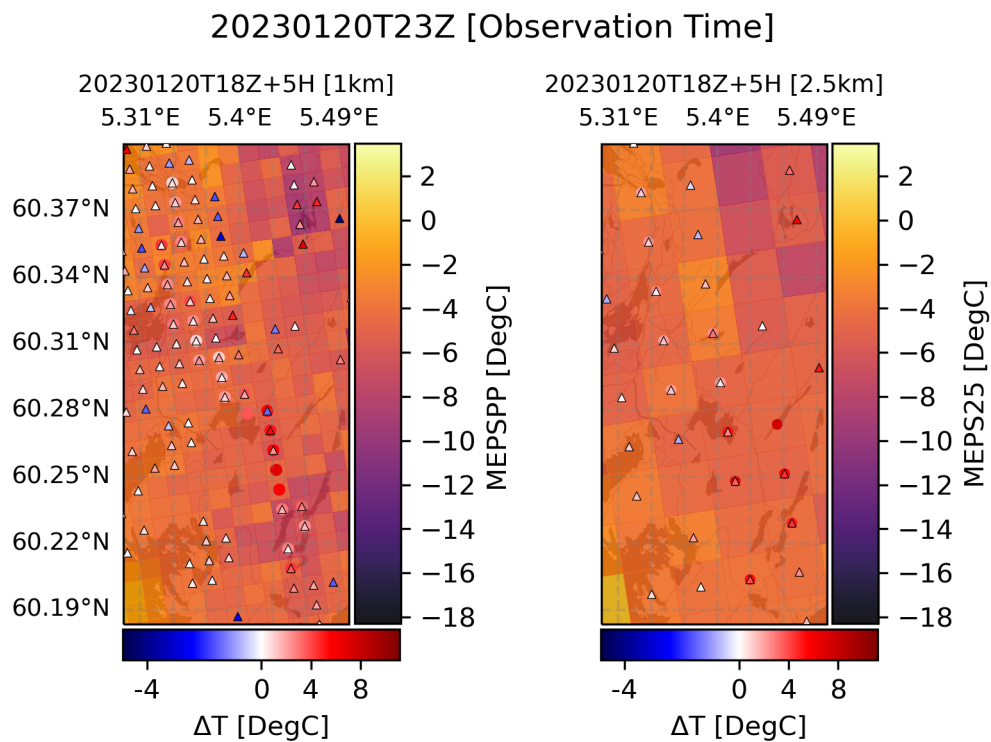 20230120T23Z [Observation Time]
20230120T18Z+5H [1km]
20230120T18Z+5H [2.5km]
5.31°E 5.4°E 5.49°E
5.31°E 5.4°E 5.49°E
60.37°N
60.34°N
60.31°N
60.28°N
60.25°N
60.22°N
60.19°N
2
0
−2
−4
−6
−8
−10
−12
−14
−16
−18
MEPSPP [DegC]
2
0
−2
−4
−6
−8
−10
−12
−14
−16
−18
MEPS25 [DegC]
-4 0 4 8
ΔT [DegC]
-4 0 4 8
ΔT [DegC]